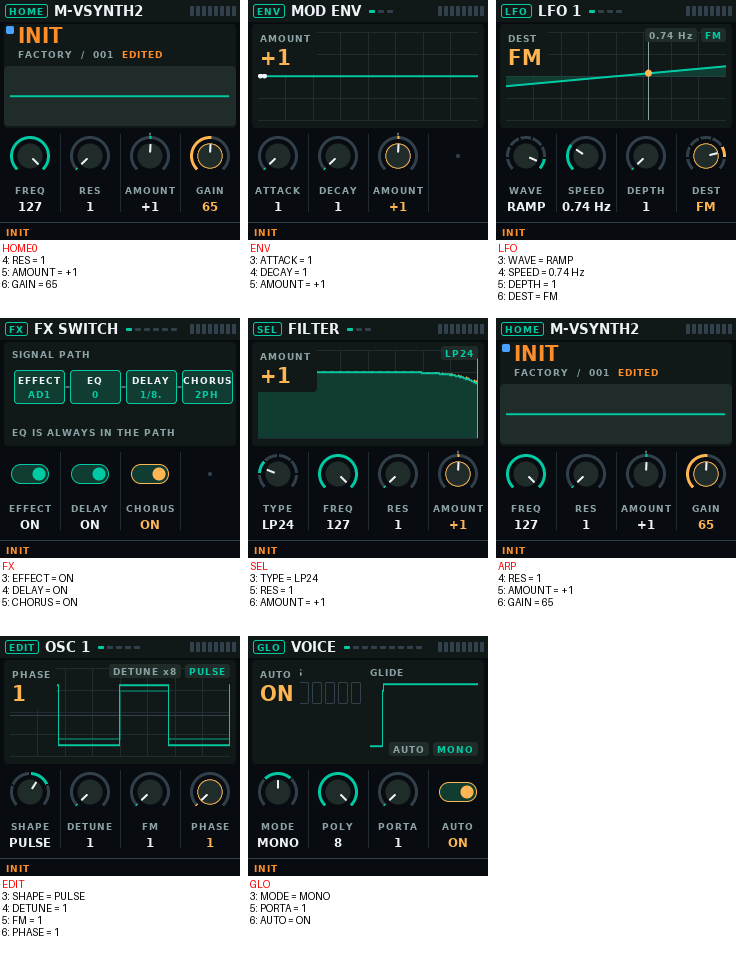 HOME M-VSYNTH2
INIT
FACTORY / 001 EDITED
FREQ RES AMOUNT GAIN
127 1 +1 65
INIT
HOME0
4: RES = 1
5: AMOUNT = +1
6: GAIN = 65
ENV MOD ENV
AMOUNT
+1
ATTACK DECAY AMOUNT
1 1 +1
INIT
ENV
3: ATTACK = 1
4: DECAY = 1
5: AMOUNT = +1
LFO LFO 1
DEST 0.74 Hz FM
FM
WAVE SPEED DEPTH DEST
RAMP 0.74 Hz 1 FM
INIT
LFO
3: WAVE = RAMP
4: SPEED = 0.74 Hz
5: DEPTH = 1
6: DEST = FM
FX FX SWITCH
SIGNAL PATH
EFFECT EQ DELAY CHORUS
AD1 0 1/8. 2PH
EQ IS ALWAYS IN THE PATH
EFFECT DELAY CHORUS
ON ON ON
INIT
FX
3: EFFECT = ON
4: DELAY = ON
5: CHORUS = ON
SEL FILTER
AMOUNT LP24
+1
TYPE FREQ RES AMOUNT
LP24 127 1 +1
INIT
SEL
3: TYPE = LP24
5: RES = 1
6: AMOUNT = +1
HOME M-VSYNTH2
INIT
FACTORY / 001 EDITED
FREQ RES AMOUNT GAIN
127 1 +1 65
INIT
ARP
4: RES = 1
5: AMOUNT = +1
6: GAIN = 65
EDIT OSC 1
PHASE DETUNE x8 PULSE
1
SHAPE DETUNE FM PHASE
PULSE 1 1 1
INIT
EDIT
3: SHAPE = PULSE
4: DETUNE = 1
5: FM = 1
6: PHASE = 1
GLO VOICE
AUTO GLIDE
ON
AUTO MONO
MODE POLY PORTA AUTO
MONO 8 1 ON
INIT
GLO
3: MODE = MONO
5: PORTA = 1
6: AUTO = ON